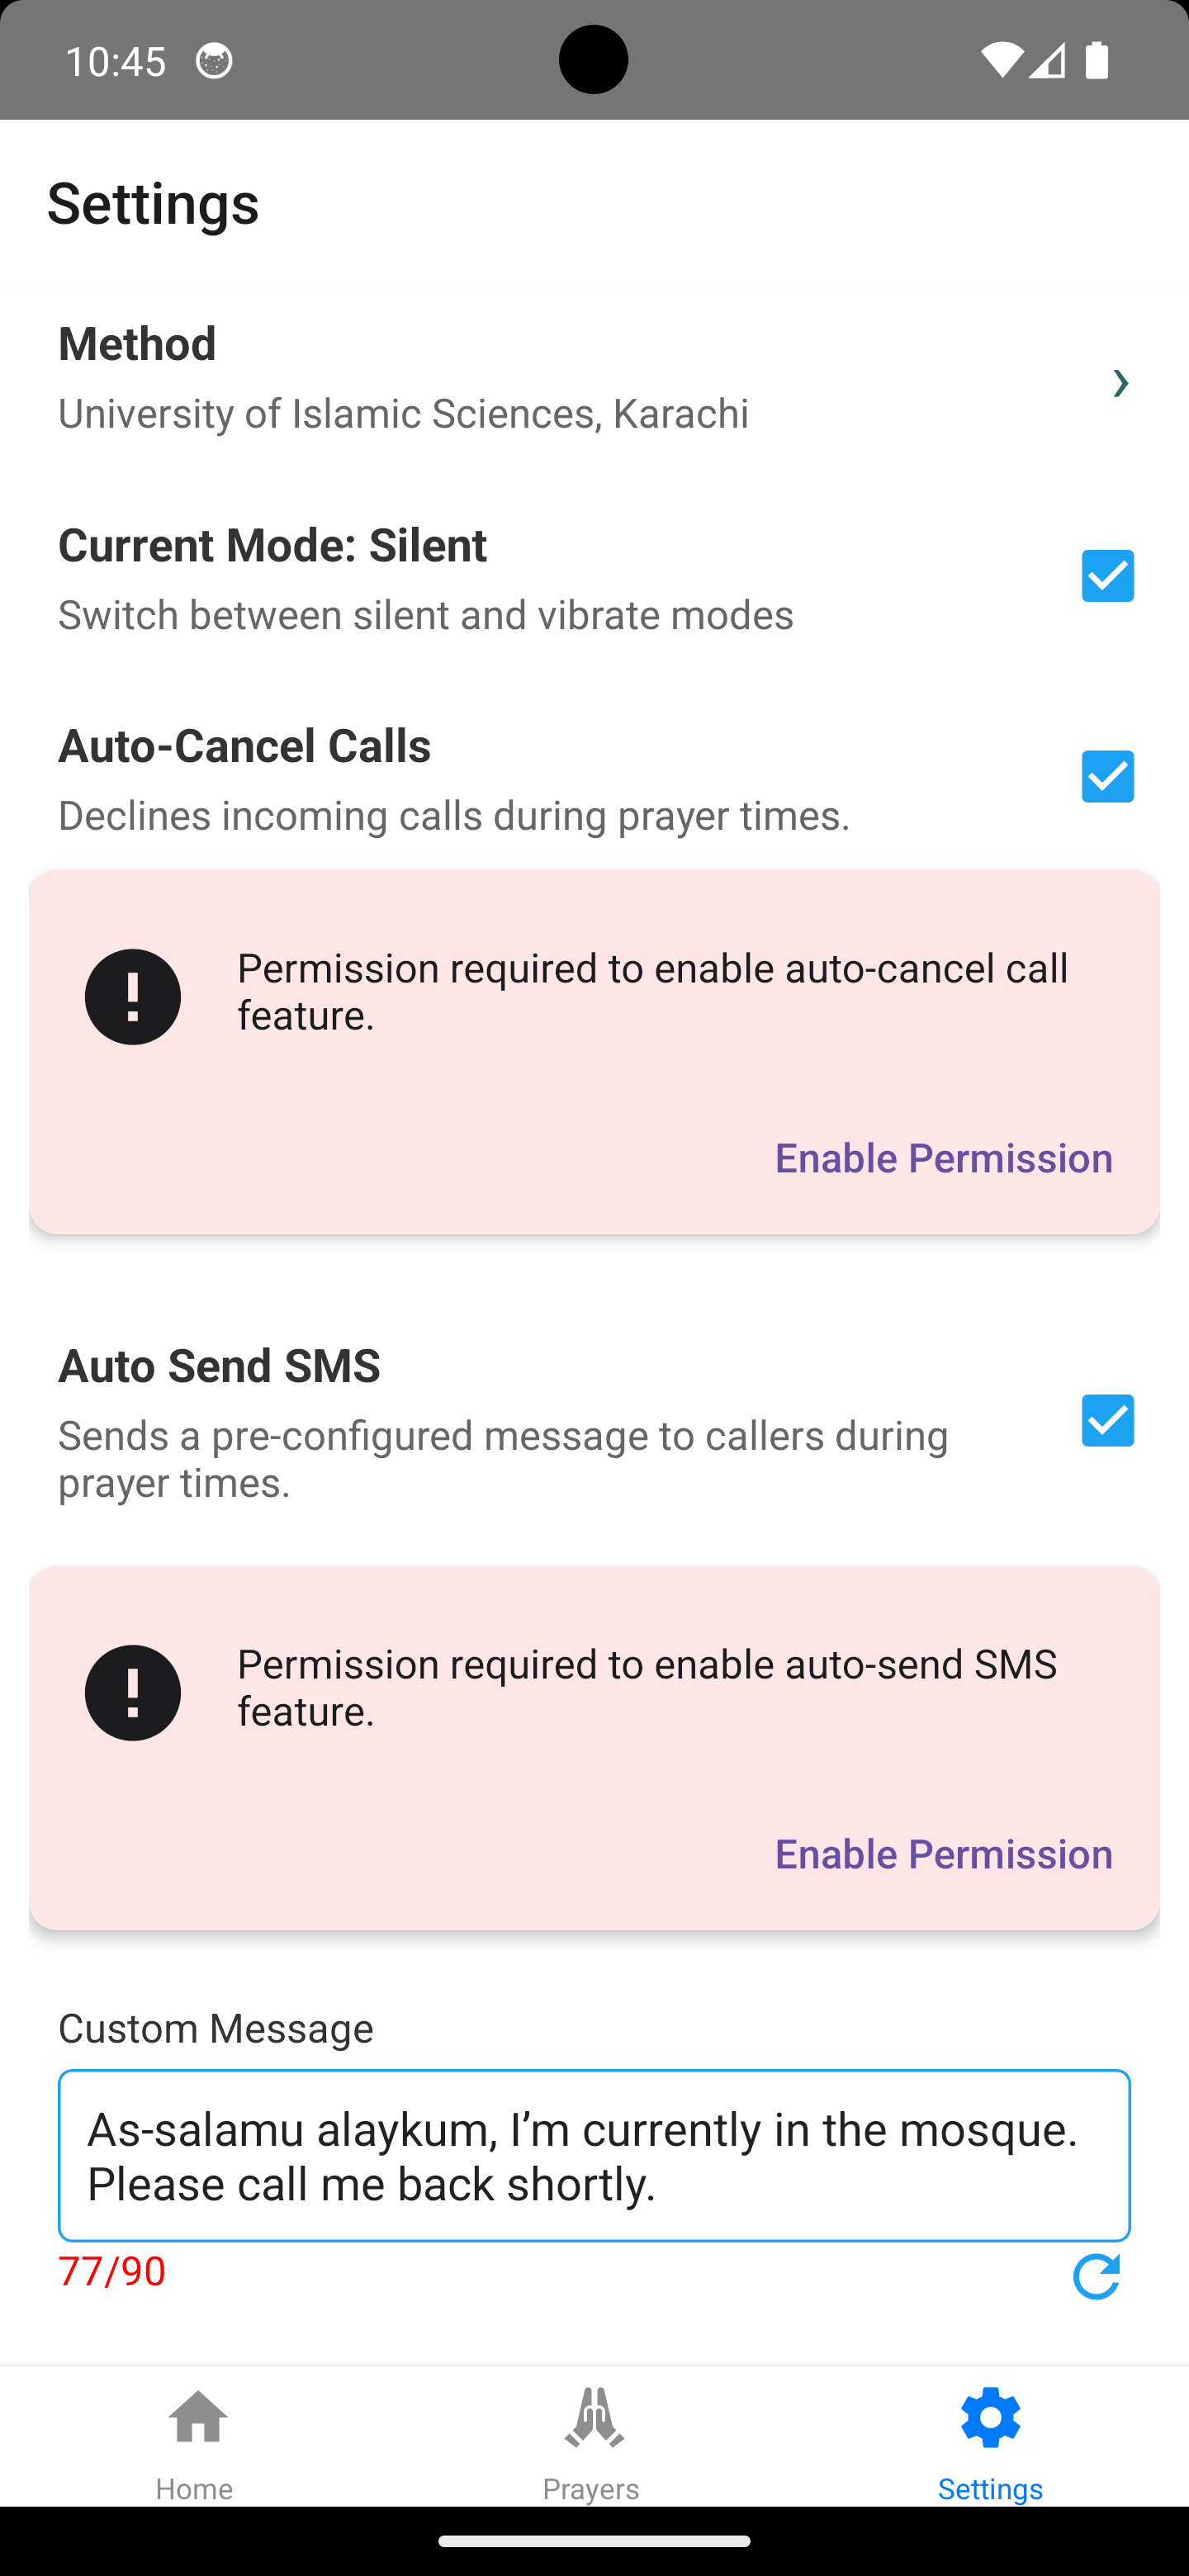 10:45
Settings
Method
University of Islamic Sciences, Karachi
Current Mode: Silent
Switch between silent and vibrate modes
Auto-Cancel Calls
Declines incoming calls during prayer times.
Permission required to enable auto-cancel call
feature.
Enable Permission
Auto Send SMS
Sends a pre-configured message to callers during
prayer times.
Permission required to enable auto-send SMS
feature.
Enable Permission
Custom Message
As-salamu alaykum, I’m currently in the mosque.
Please call me back shortly.
77/90
Home
Prayers
Settings